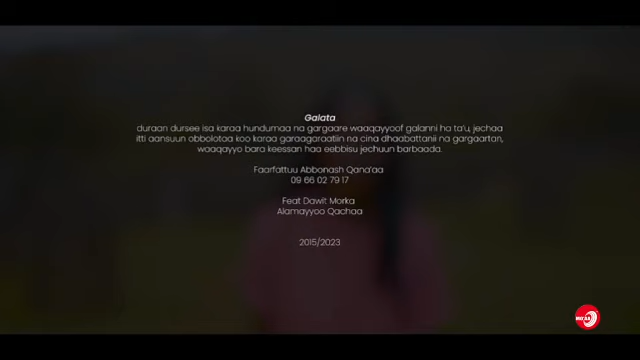 Galata
duraan dursee isa karaa hundumaa na gargaare waaqayyoof galanni ha ta'u, jechaa
itti aansuun obbolotaa koo karaa garaagaraatiin na cina dhaabattanii na gargaartan,
waaqayyo bara keessan haa eebbisu jechuun barbaada.
Faarfattuu Abbonash Qana'aa
09 66 02 79 17
Feat Dawit Morka
Alamayyoo Qachaa
2015/2023